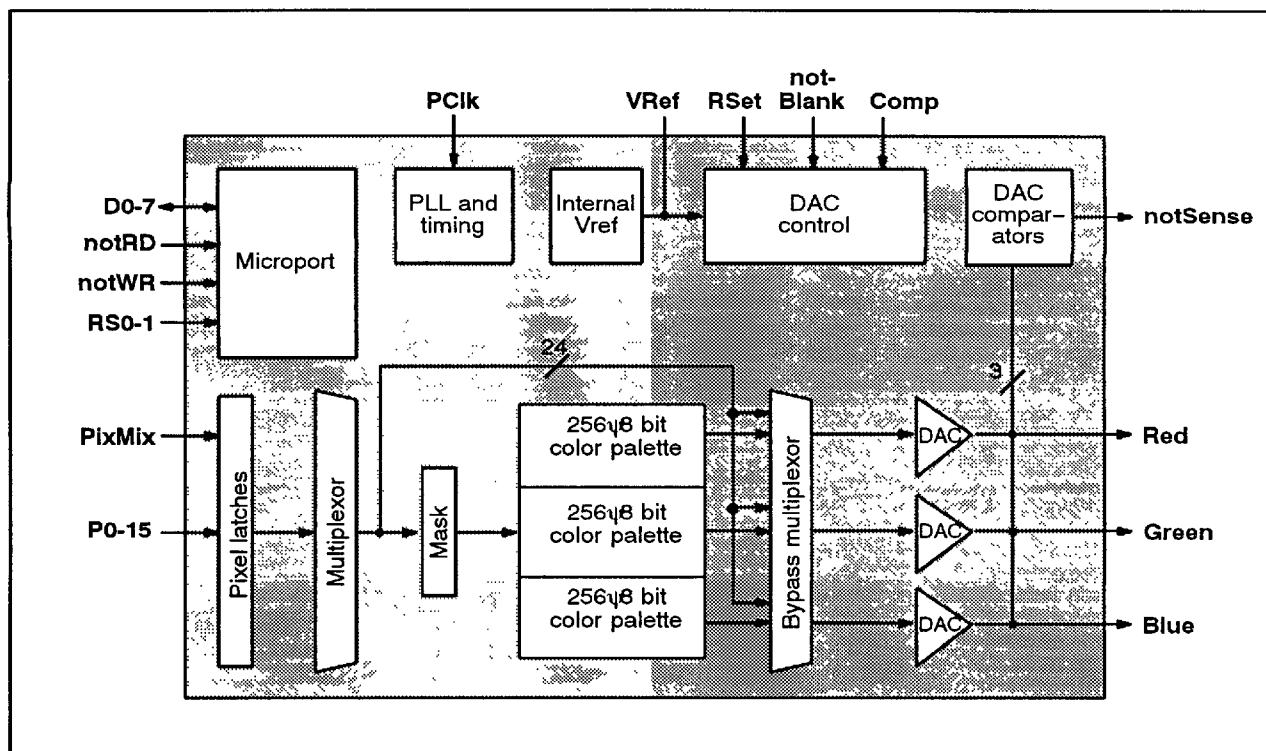 PClk
VRef
RSet
not-
Blank
Comp
D0-7
notRD
notWR
RS0-1
Microport
PLL and
timing
Internal
Vref
DAC
control
DAC
compar-
ators
notSense
24
3
PixMix
P0-15
Pixel latches
Multiplexor
Mask
256ψ8 bit
color palette
256ψ8 bit
color palette
256ψ8 bit
color palette
Bypass multiplexor
DAC
DAC
DAC
Red
Green
Blue